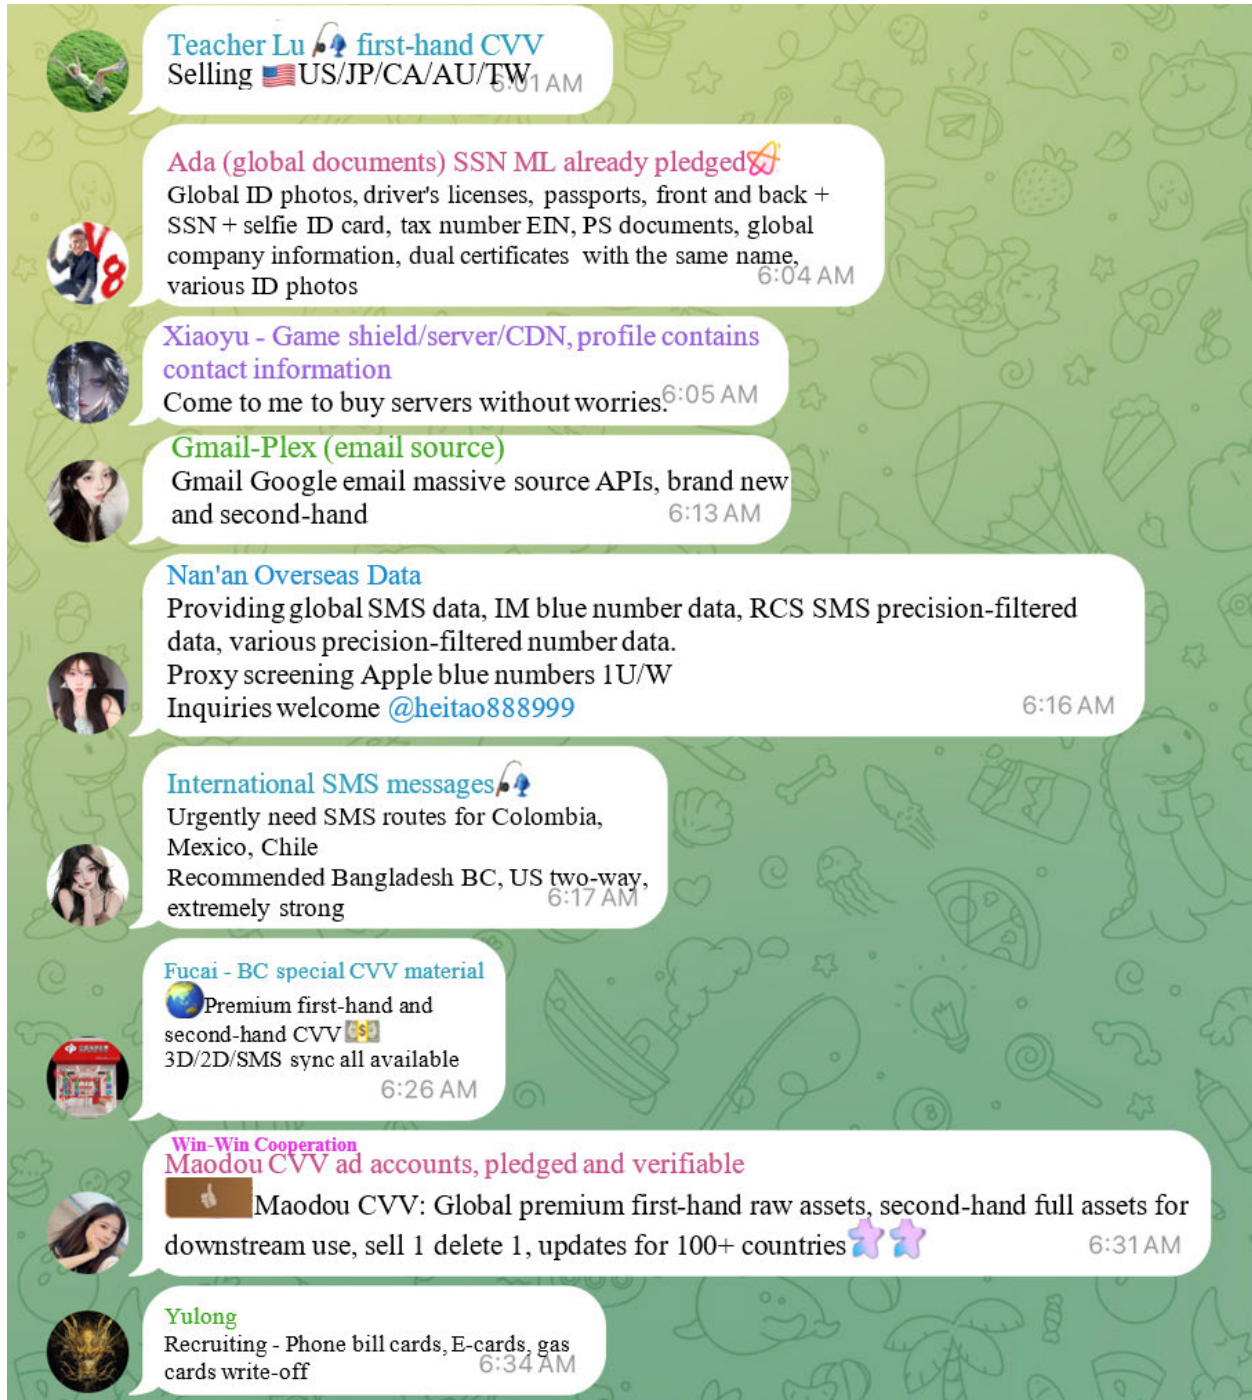 Teacher Lu first-hand CVV
Selling US/JP/CA/AU/TW
6:01 AM
Ada (global documents) SSN ML already pledged
Global ID photos, driver's licenses, passports, front and back +
SSN + selfie ID card, tax number EIN, PS documents, global
company information, dual certificates with the same name,
various ID photos
6:04 AM
V8
Xiaoyu - Game shield/server/CDN, profile contains
contact information
Come to me to buy servers without worries.
6:05 AM
Gmail-Plex (email source)
Gmail Google email massive source APIs, brand new
and second-hand
6:13 AM
Nan'an Overseas Data
Providing global SMS data, IM blue number data, RCS SMS precision-filtered
data, various precision-filtered number data.
Proxy screening Apple blue numbers 1U/W
Inquiries welcome @heitao888999
6:16 AM
International SMS messages
Urgently need SMS routes for Colombia,
Mexico, Chile
Recommended Bangladesh BC, US two-way,
extremely strong
6:17 AM
Fucai - BC special CVV material
Premium first-hand and
second-hand CVV
3D/2D/SMS sync all available
6:26 AM
Win-Win Cooperation
Maodou CVV ad accounts, pledged and verifiable
Maodou CVV: Global premium first-hand raw assets, second-hand full assets for
downstream use, sell 1 delete 1, updates for 100+ countries
6:31 AM
Yulong
Recruiting - Phone bill cards, E-cards, gas
cards write-off
6:34 AM